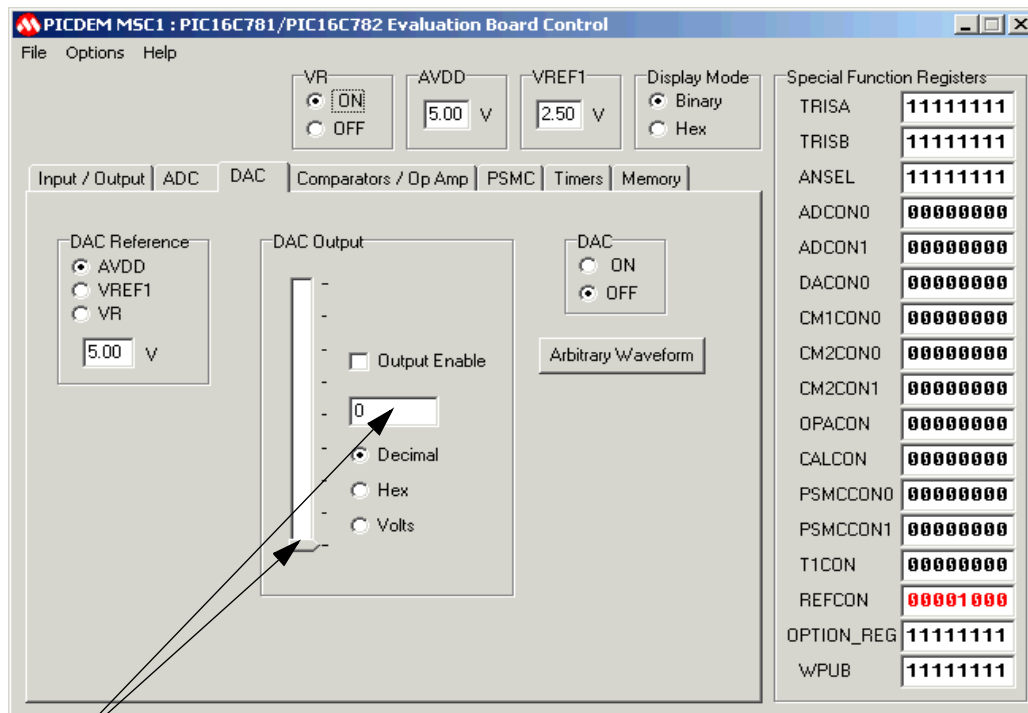 PICDEM MSC1 : PIC16C781/PIC16C782 Evaluation Board Control
File Options Help
VR
ON
OFF
AVDD
5.00 V
VREF1
2.50 V
Display Mode
Binary
Hex
Input / Output ADC DAC Comparators / Op Amp PSMC Timers Memory
DAC Reference
AVDD
VREF1
VR
5.00 V
DAC Output
Output Enable
0
Decimal
Hex
Volts
DAC
ON
OFF
Arbitrary Waveform
Special Function Registers
TRISA 11111111
TRISB 11111111
ANSEL 11111111
ADCON0 00000000
ADCON1 00000000
DACON0 00000000
CM1CON0 00000000
CM2CON0 00000000
CM2CON1 00000000
OPACON 00000000
CALCON 00000000
PSMCCON0 00000000
PSMCCON1 00000000
T1CON 00000000
REFCON 00001000
OPTION_REG 11111111
WPUB 11111111